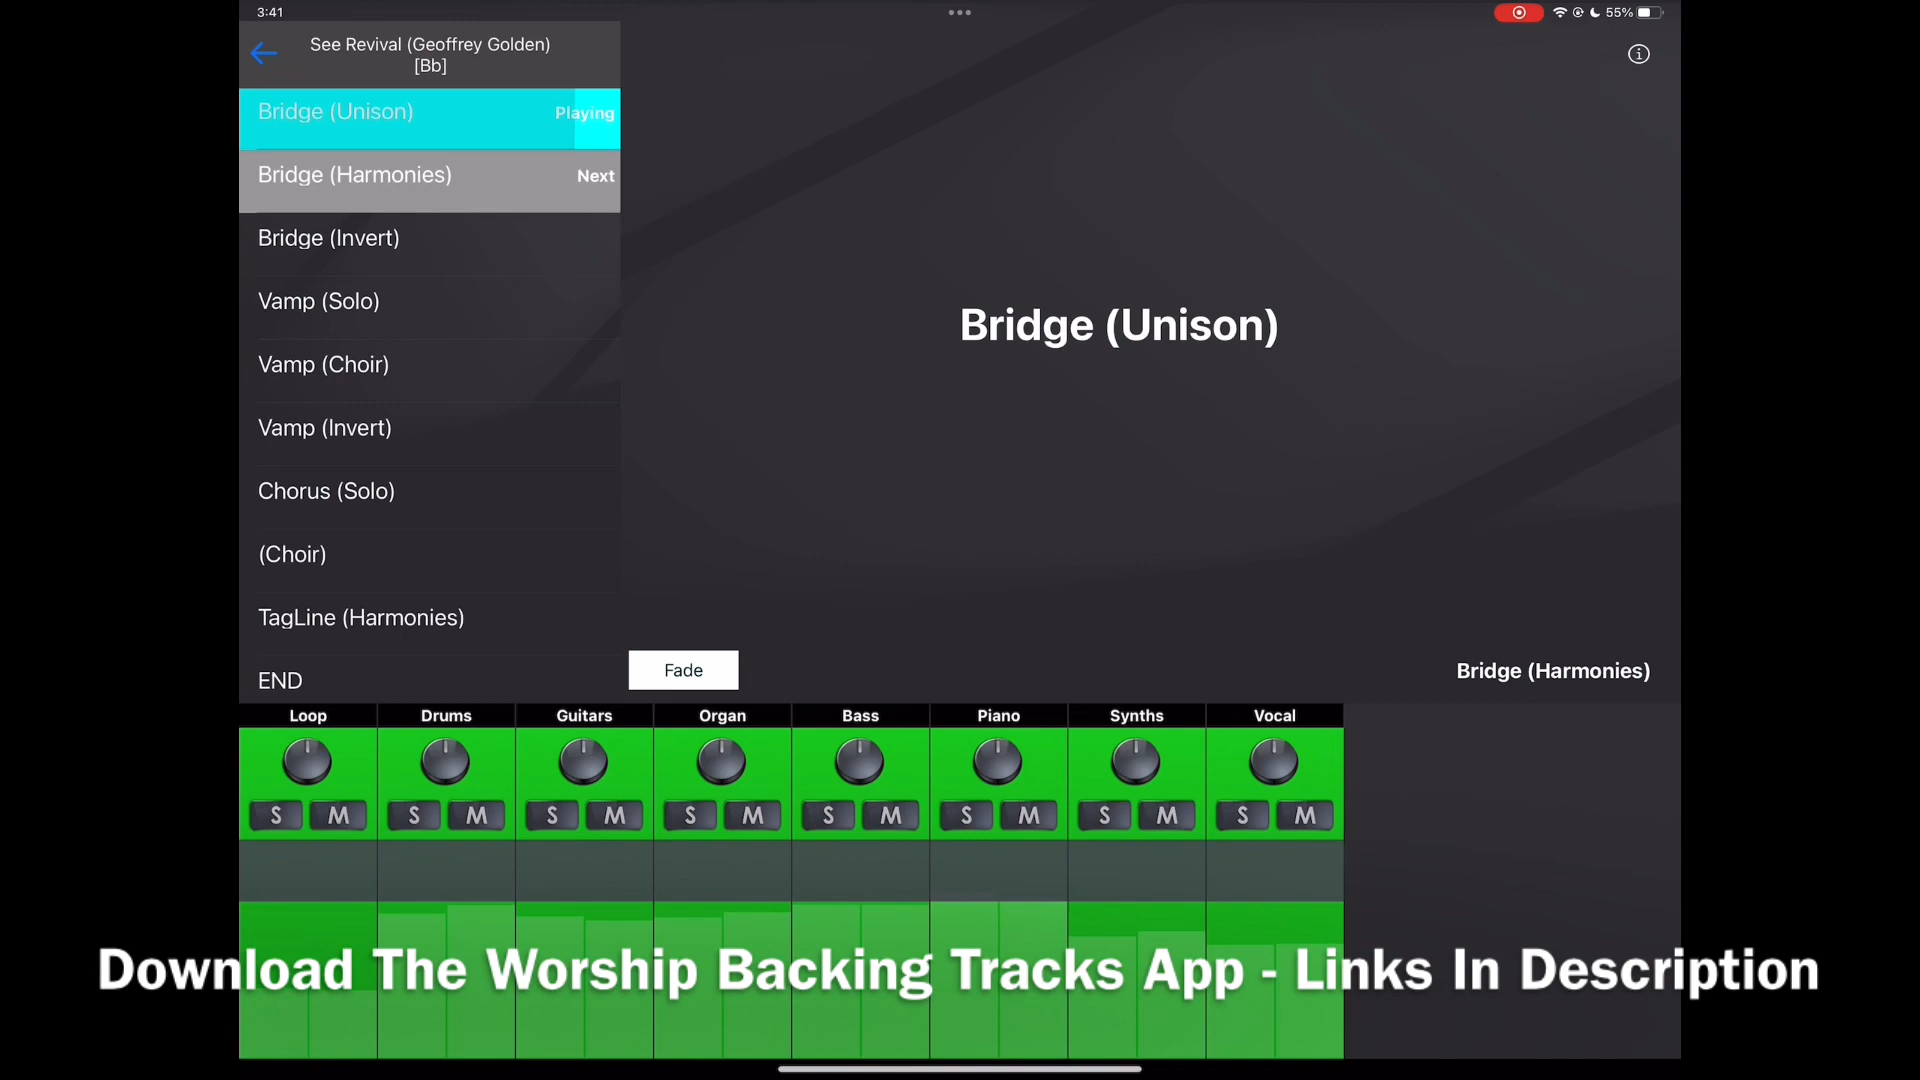 3:41
55%
See Revival (Geoffrey Golden)
[Bb]
Bridge (Unison) Playing
Bridge (Harmonies) Next
Bridge (Invert)
Vamp (Solo)
Vamp (Choir)
Vamp (Invert)
Chorus (Solo)
(Choir)
TagLine (Harmonies)
END
Bridge (Unison)
Fade
Bridge (Harmonies)
Loop Drums Guitars Organ Bass Piano Synths Vocal
S M S M S M S M S M S M S M S M
Download The Worship Backing Tracks App - Links In Description